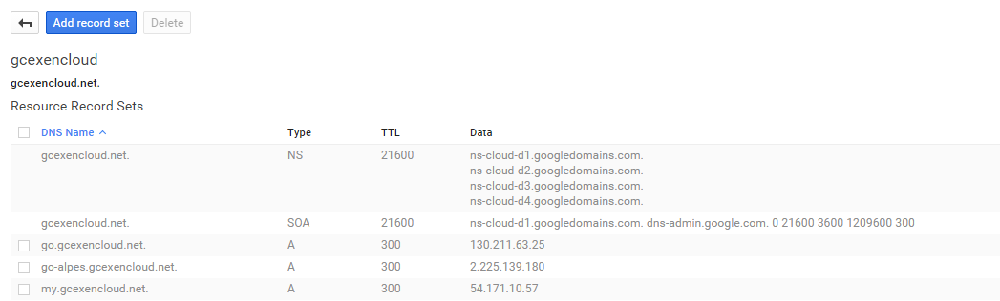 Add record set Delete
gcexencloud
gcexencloud.net.
Resource Record Sets
DNS Name Type TTL Data
gcexencloud.net. NS 21600 ns-cloud-d1.googledomains.com.
ns-cloud-d2.googledomains.com.
ns-cloud-d3.googledomains.com.
ns-cloud-d4.googledomains.com.
gcexencloud.net. SOA 21600 ns-cloud-d1.googledomains.com. dns-admin.google.com. 0 21600 3600 1209600 300
go.gcexencloud.net. A 300 130.211.63.25
go-alpes.gcexencloud.net. A 300 2.225.139.180
my.gcexencloud.net. A 300 54.171.10.57